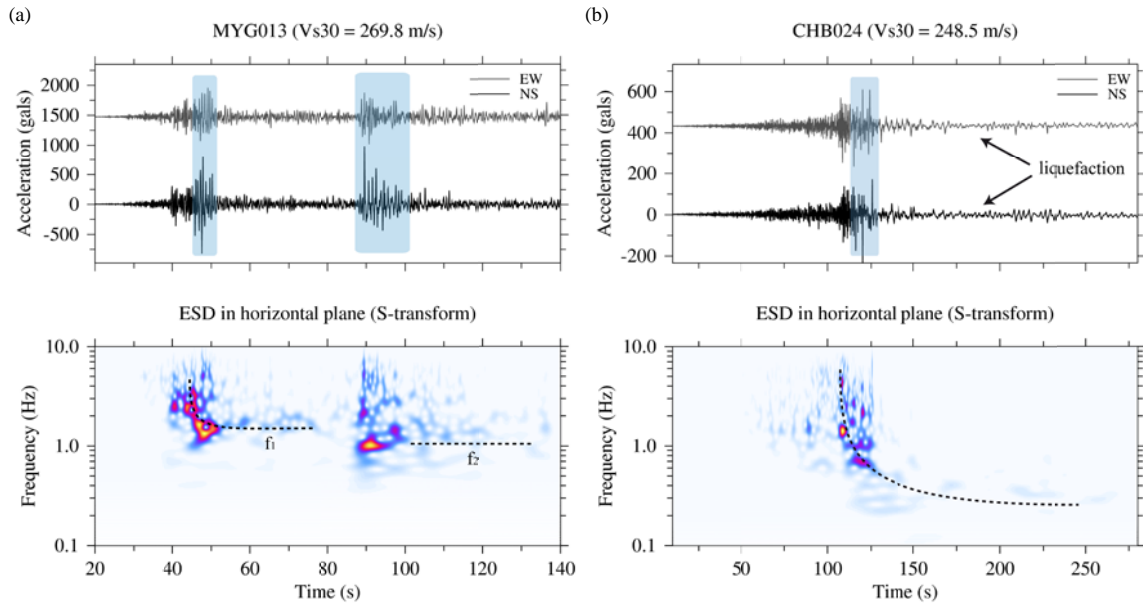 (a)
MYG013 (Vs30 = 269.8 m/s)
EW
NS
Acceleration (gals)
2000
1500
1000
500
0
-500
ESD in horizontal plane (S-transform)
Frequency (Hz)
10.0
1.0
0.1
f1
f2
20 40 60 80 100 120 140
Time (s)
(b)
CHB024 (Vs30 = 248.5 m/s)
EW
NS
Acceleration (gals)
600
400
200
0
-200
liquefaction
ESD in horizontal plane (S-transform)
Frequency (Hz)
10.0
1.0
0.1
50 100 150 200 250
Time (s)